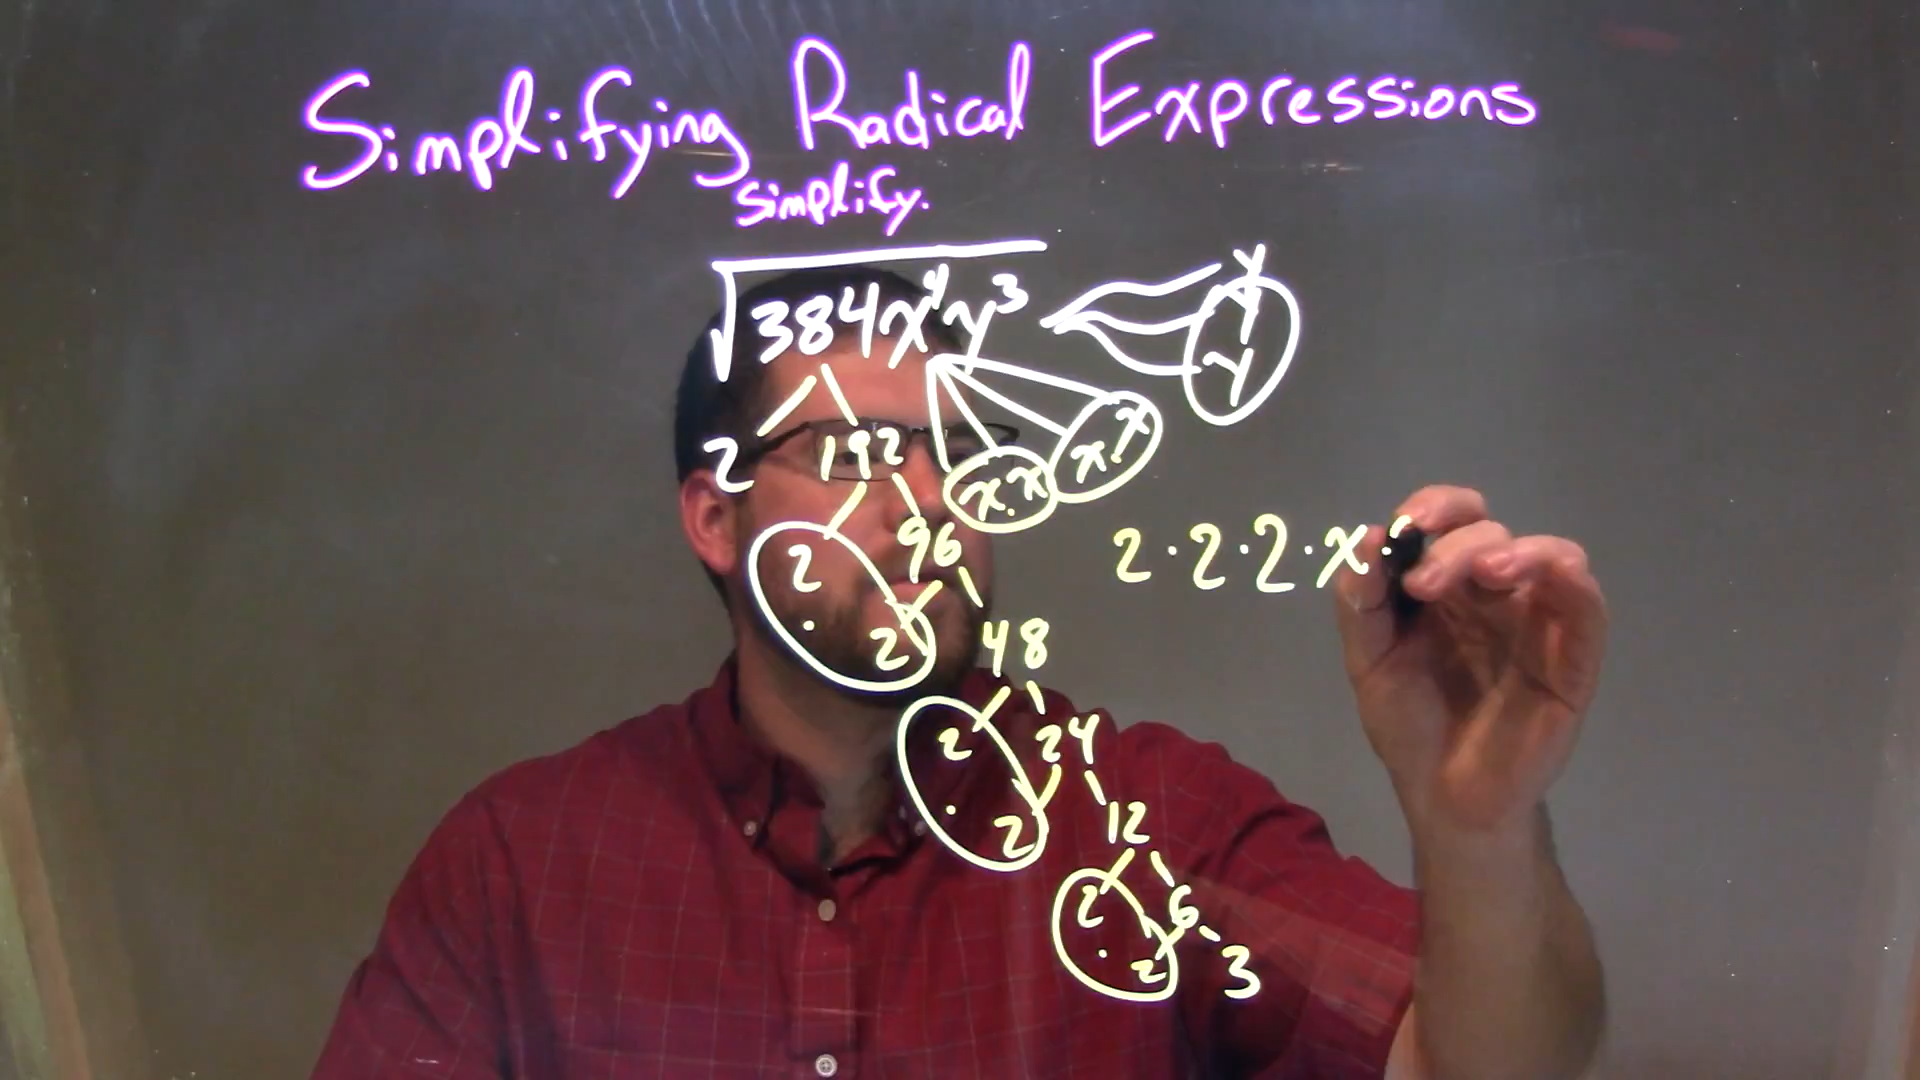 Simplifying Radical Expressions
simplify.
√384x⁴y³
y
y
y
2 192
x·x x·x
2 96
2·2·2·x·
2 48
2 24
2 12
2 6
2 3